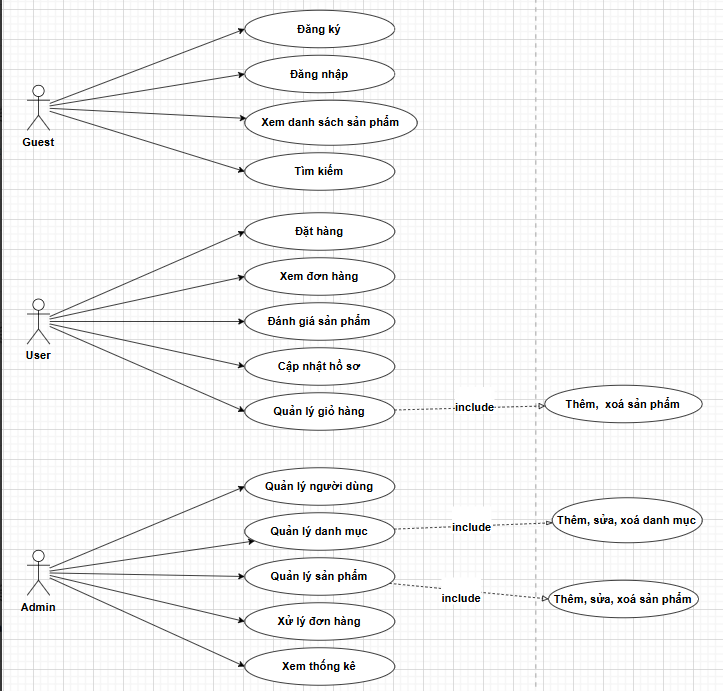 Đăng ký
Đăng nhập
Xem danh sách sản phẩm
Guest
Tìm kiếm
Đặt hàng
Xem đơn hàng
Đánh giá sản phẩm
User
Cập nhật hồ sơ
Quản lý giỏ hàng
include
Thêm, xoá sản phẩm
Quản lý người dùng
Quản lý danh mục
include
Thêm, sửa, xoá danh mục
Quản lý sản phẩm
include
Thêm, sửa, xoá sản phẩm
Admin
Xử lý đơn hàng
Xem thống kê